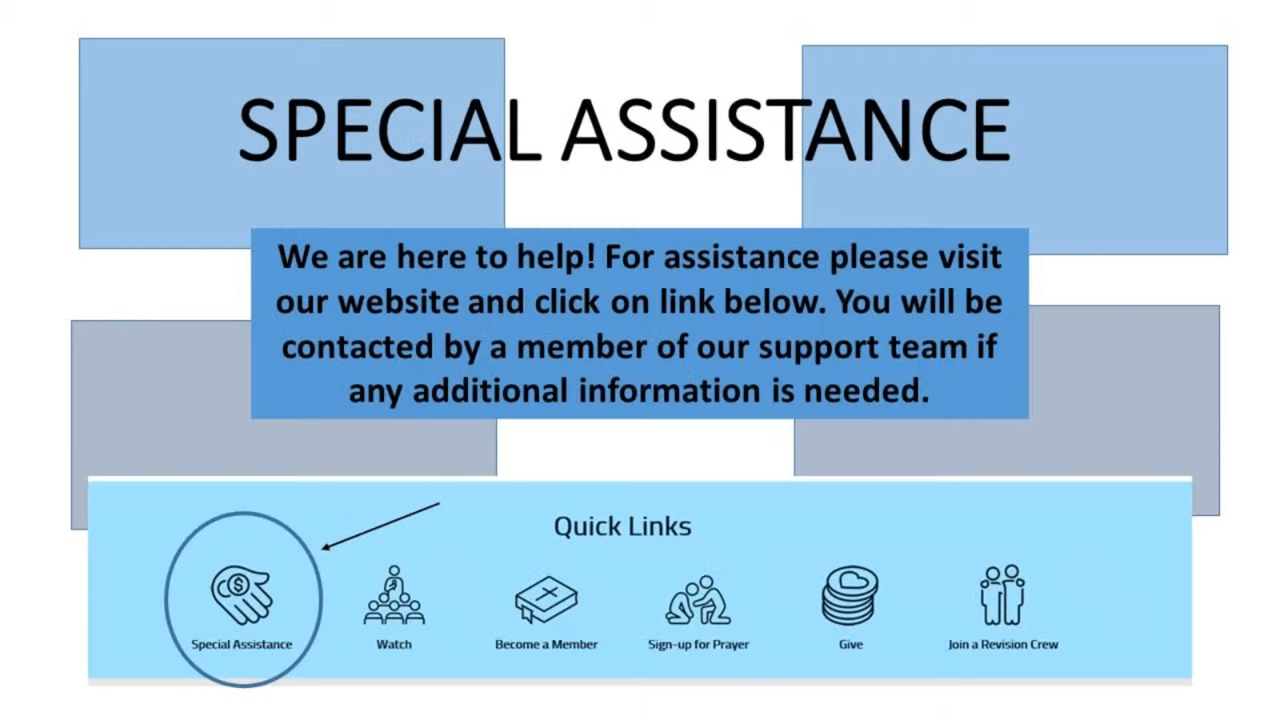 SPECIAL ASSISTANCE
We are here to help! For assistance please visit
our website and click on link below. You will be
contacted by a member of our support team if
any additional information is needed.
Quick Links
$
Special Assistance
Watch
Become a Member
Sign-up for Prayer
Give
Join a Revision Crew